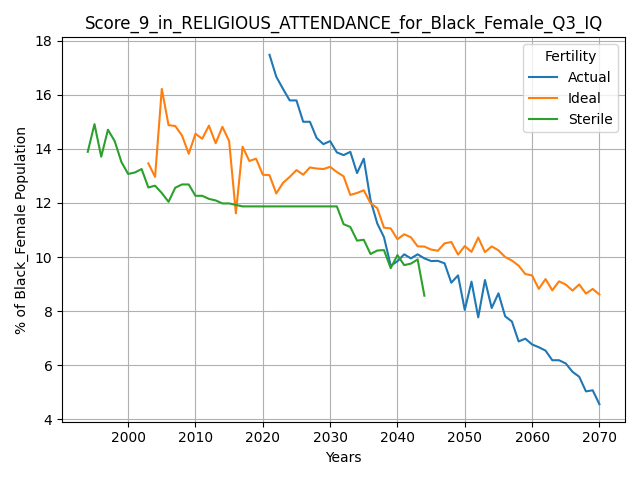 Score_9_in_RELIGIOUS_ATTENDANCE_for_Black_Female_Q3_IQ
Fertility
Actual
Ideal
Sterile
% of Black_Female Population
18
16
14
12
10
8
6
4
2000
2010
2020
2030
2040
2050
2060
2070
Years